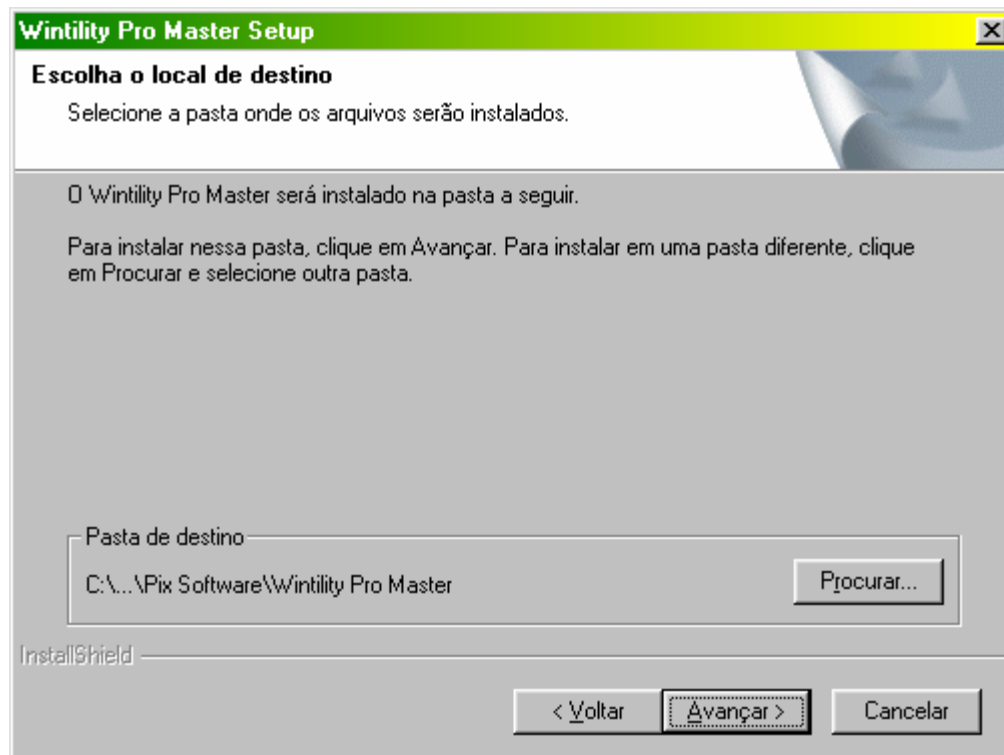 Wintility Pro Master Setup
Escolha o local de destino
Selecione a pasta onde os arquivos serão instalados.
O Wintility Pro Master será instalado na pasta a seguir.
Para instalar nessa pasta, clique em Avançar. Para instalar em uma pasta diferente, clique
em Procurar e selecione outra pasta.
Pasta de destino
C:\...\Pix Software\Wintility Pro Master
Procurar...
InstallShield
< Voltar
Avançar >
Cancelar